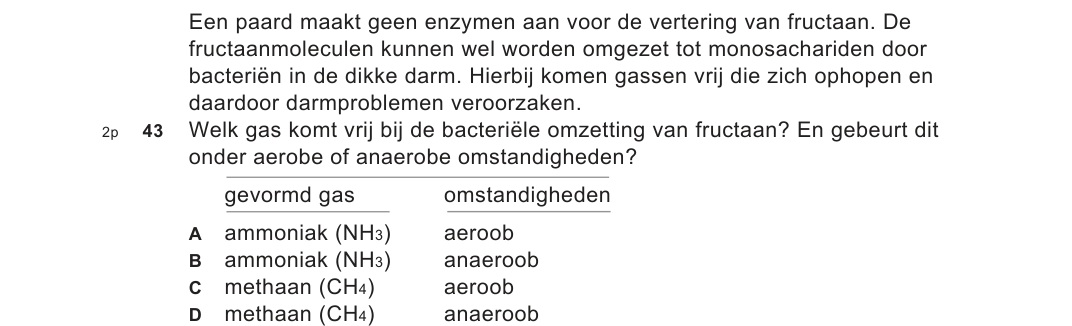 Een paard maakt geen enzymen aan voor de vertering van fructaan. De
fructaanmoleculen kunnen wel worden omgezet tot monosachariden door
bacteriën in de dikke darm. Hierbij komen gassen vrij die zich ophopen en
daardoor darmproblemen veroorzaken.
2p 43 Welk gas komt vrij bij de bacteriële omzetting van fructaan? En gebeurt dit
onder aerobe of anaerobe omstandigheden?
gevormd gas omstandigheden
A ammoniak (NH3) aeroob
B ammoniak (NH3) anaeroob
C methaan (CH4) aeroob
D methaan (CH4) anaeroob